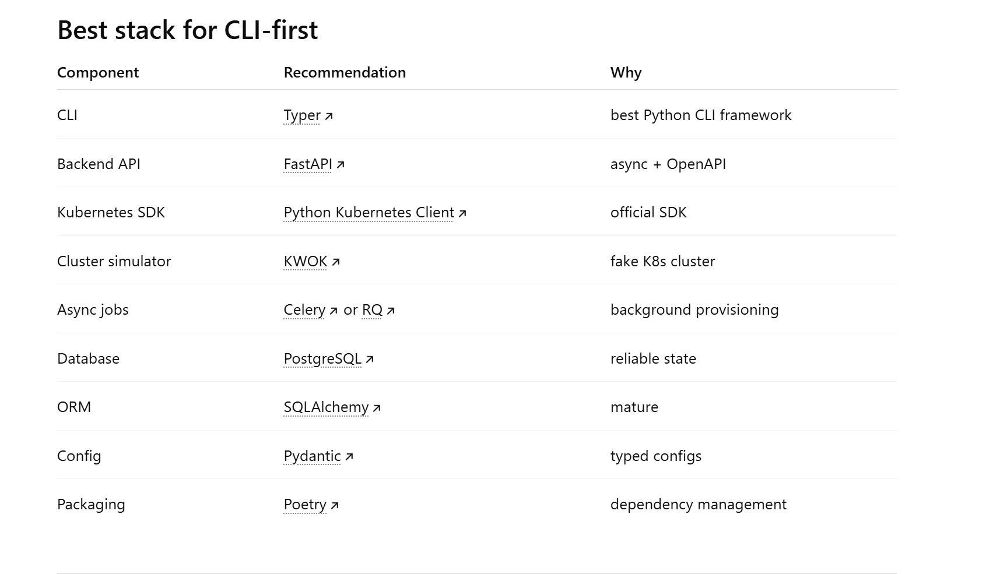 Best stack for CLI-first
Component Recommendation Why
CLI Typer ↗ best Python CLI framework
Backend API FastAPI ↗ async + OpenAPI
Kubernetes SDK Python Kubernetes Client ↗ official SDK
Cluster simulator KWOK ↗ fake K8s cluster
Async jobs Celery ↗ or RQ ↗ background provisioning
Database PostgreSQL ↗ reliable state
ORM SQLAlchemy ↗ mature
Config Pydantic ↗ typed configs
Packaging Poetry ↗ dependency management